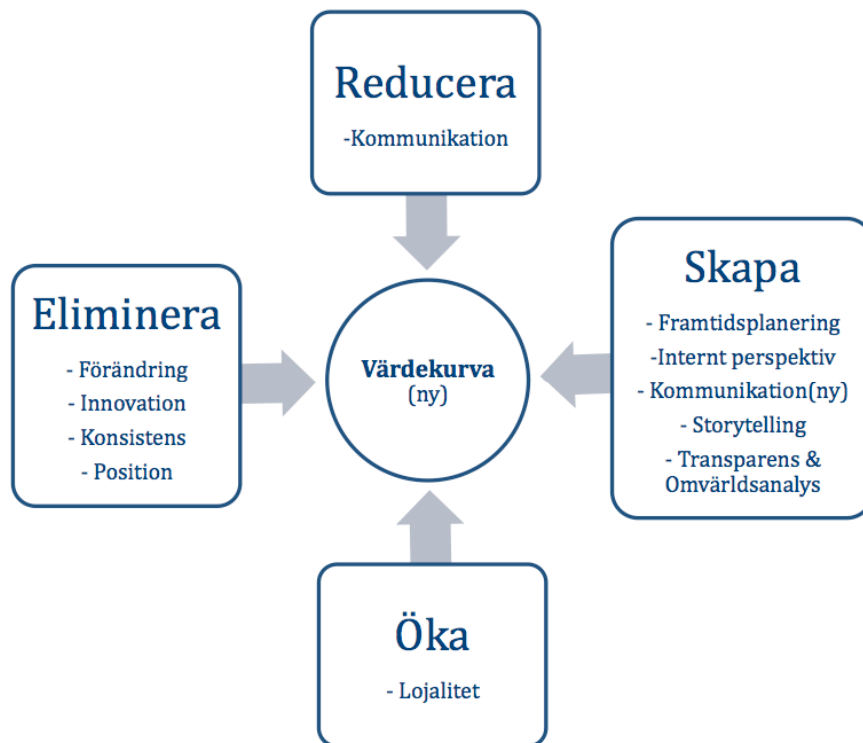 Reducera
-Kommunikation
Eliminera
- Förändring
- Innovation
- Konsistens
- Position
Värdekurva
(ny)
Skapa
- Framtidsplanering
-Internt perspektiv
- Kommunikation(ny)
- Storytelling
- Transparens &
Omvärldsanalys
Öka
- Lojalitet